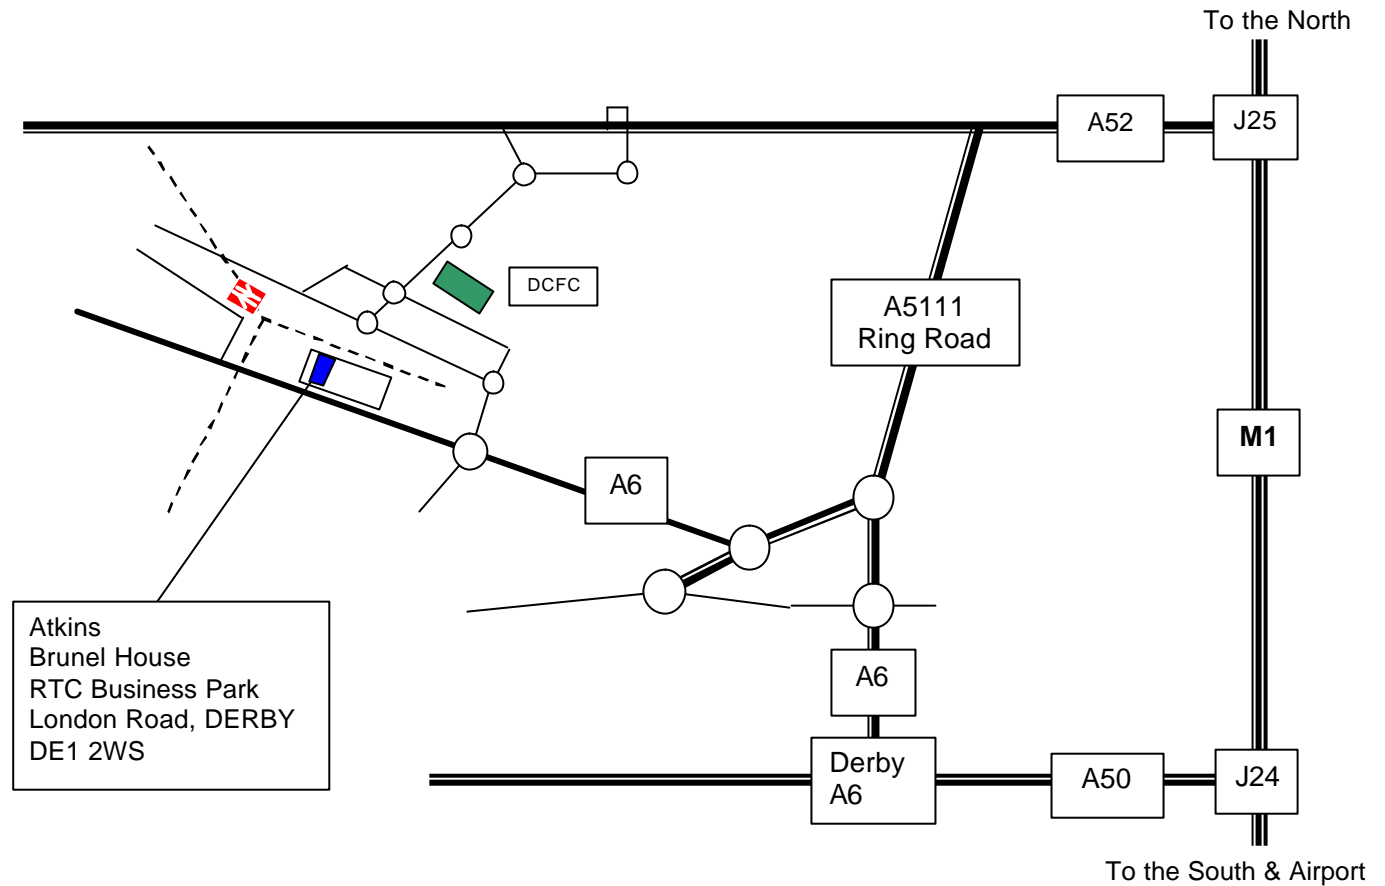 To the North
A52
J25
DCFC
A5111
Ring Road
M1
A6
A6
Atkins
Brunel House
RTC Business Park
London Road, DERBY
DE1 2WS
Derby
A6
A50
J24
To the South & Airport